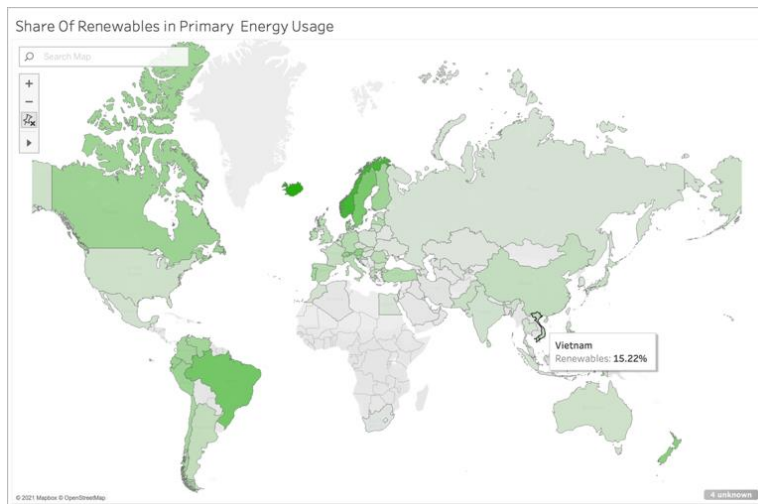 Share Of Renewables in Primary Energy Usage
Search Map
+
−
Vietnam
Renewables: 15.22%
© 2021 Mapbox © OpenStreetMap
4 unknown